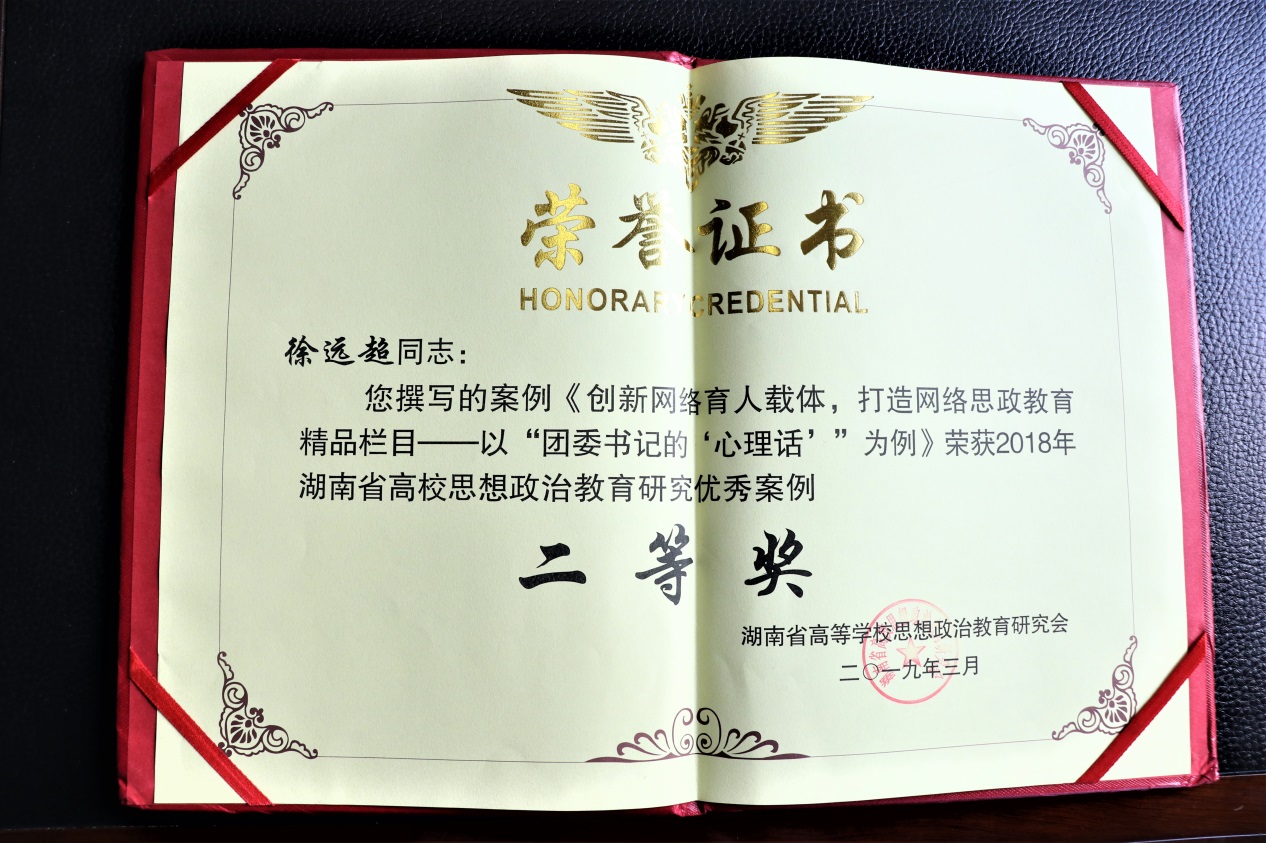 荣誉证书
HONORARY CREDENTIAL
徐远超同志：
您撰写的案例《创新网络育人载体，打造网络思政教育
精品栏目——以“团委书记的‘心理话’”为例》荣获2018年
湖南省高校思想政治教育研究优秀案例
二等奖
湖南省高等学校思想政治教育研究会
二〇一九年三月